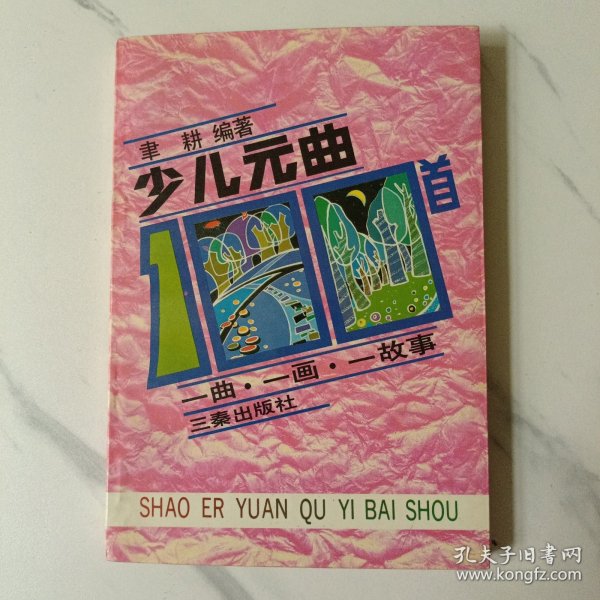 聿 耕 编著
少儿元曲
100首
一曲·一画·一故事
三秦出版社
SHAO ER YUAN QU YI BAI SHOU
孔夫子旧书网
www.kongfz.com